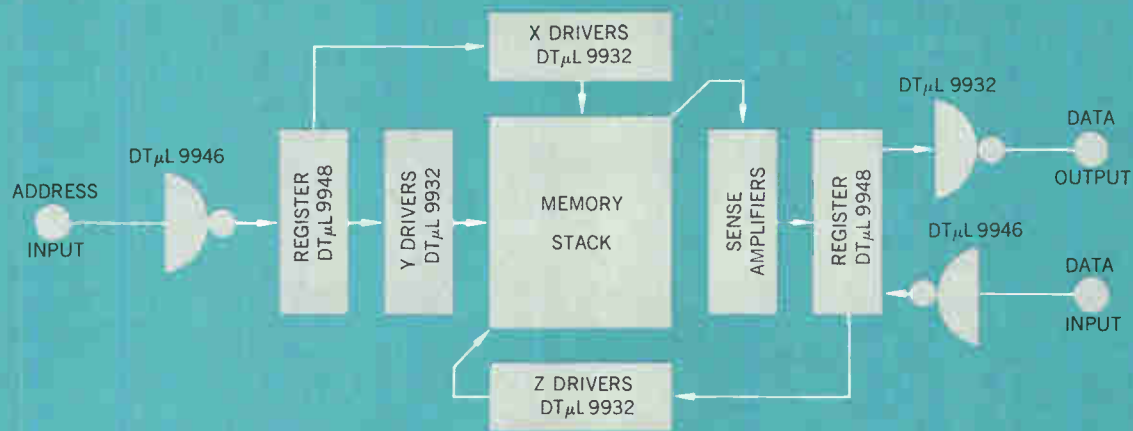 X DRIVERS
DTμL 9932
DTμL 9932
DTμL 9946
ADDRESS
INPUT
REGISTER
DTμL 9948
Y DRIVERS
DTμL 9932
MEMORY
STACK
SENSE
AMPLIFIERS
REGISTER
DTμL 9948
DATA
OUTPUT
DTμL 9946
DATA
INPUT
Z DRIVERS
DTμL 9932